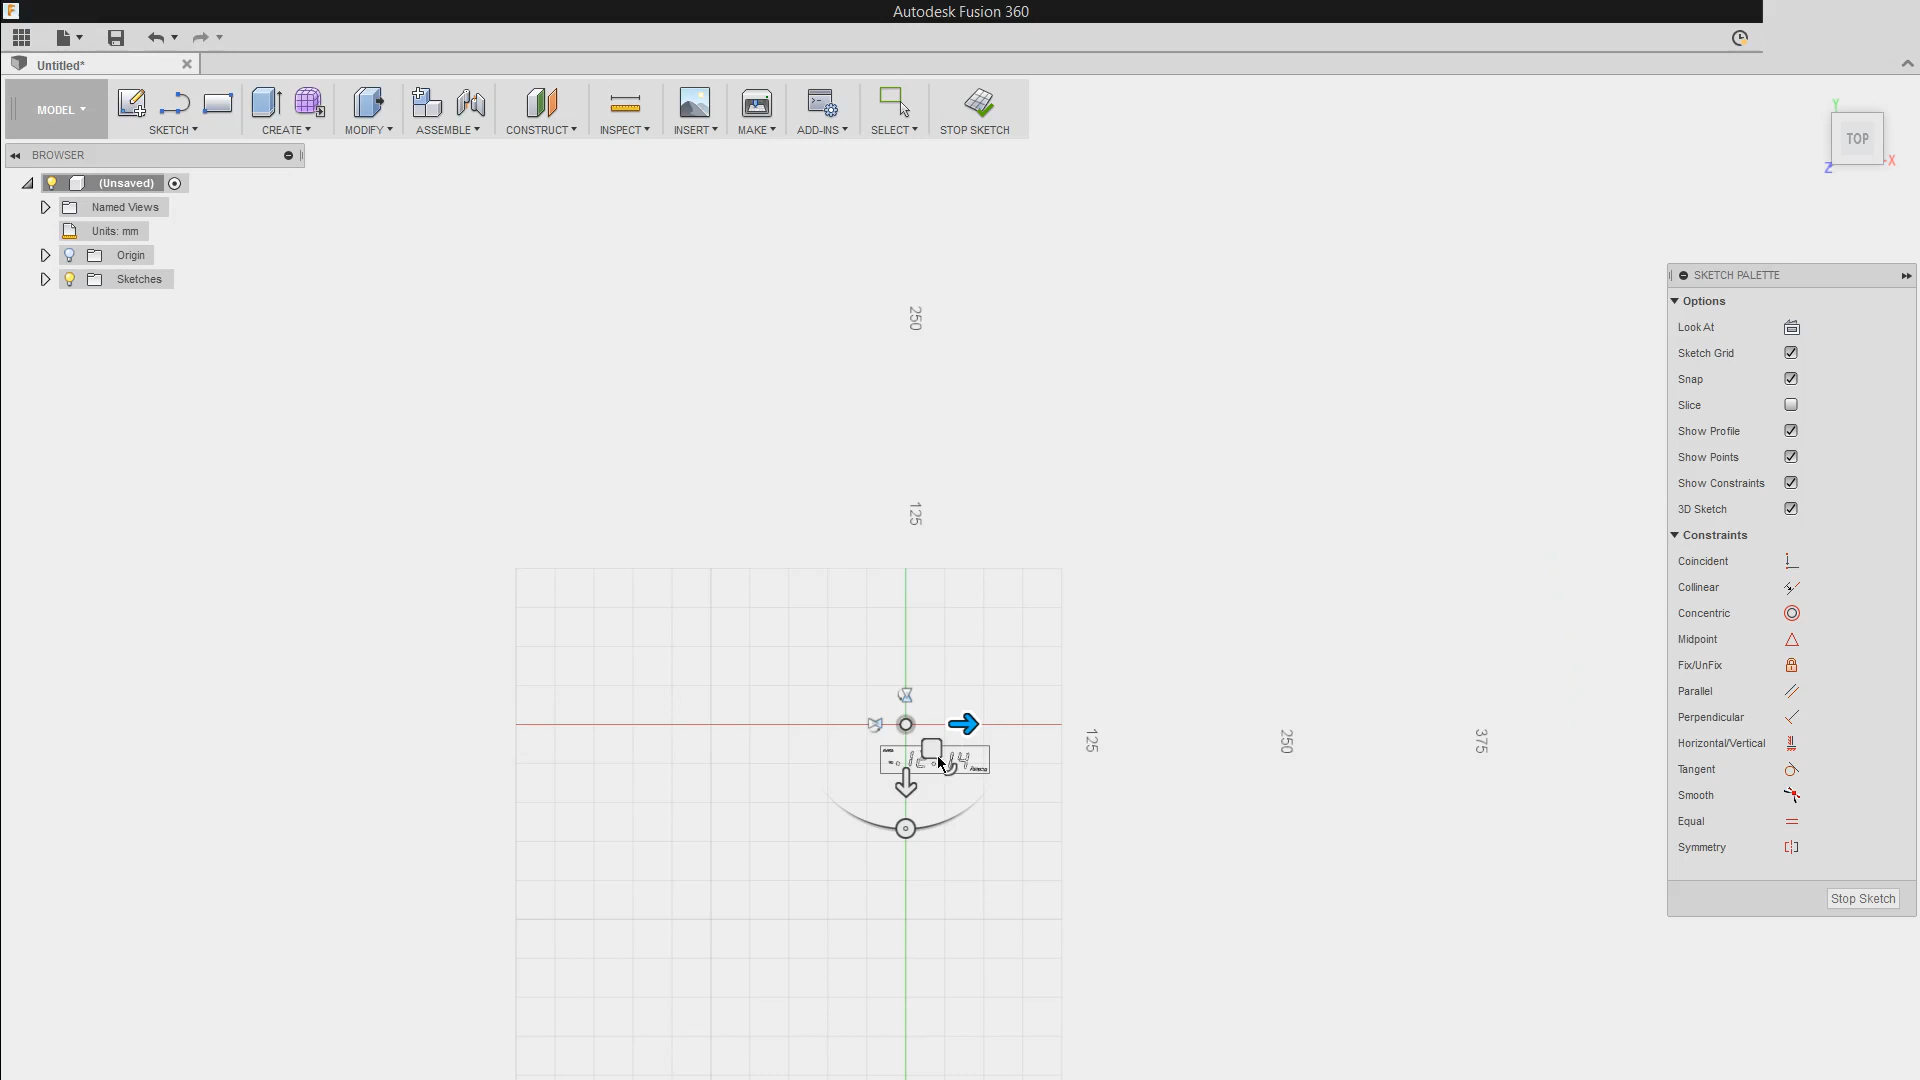 Autodesk Fusion 360
Untitled*
MODEL
SKETCH
CREATE
MODIFY
ASSEMBLE
CONSTRUCT
INSPECT
INSERT
MAKE
ADD-INS
SELECT
STOP SKETCH
BROWSER
(Unsaved)
Named Views
Units: mm
Origin
Sketches
Y
TOP
X
Z
250
125
125
250
375
SKETCH PALETTE
Options
Look At
Sketch Grid
Snap
Slice
Show Profile
Show Points
Show Constraints
3D Sketch
Constraints
Coincident
Collinear
Concentric
Midpoint
Fix/UnFix
Parallel
Perpendicular
Horizontal/Vertical
Tangent
Smooth
Equal
Symmetry
Stop Sketch